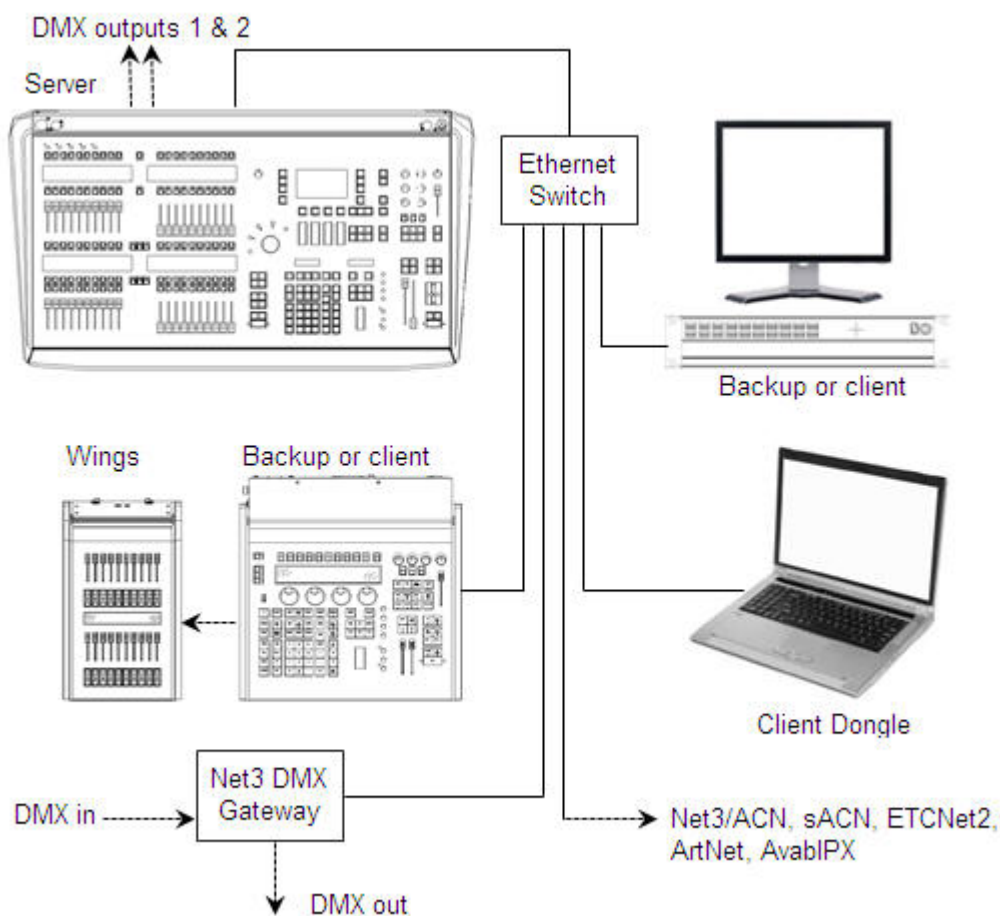 DMX outputs 1 & 2
Server
Ethernet
Switch
Backup or client
Wings
Backup or client
Client Dongle
Net3 DMX
Gateway
DMX in
Net3/ACN, sACN, ETCNet2,
ArtNet, AvabIPX
DMX out